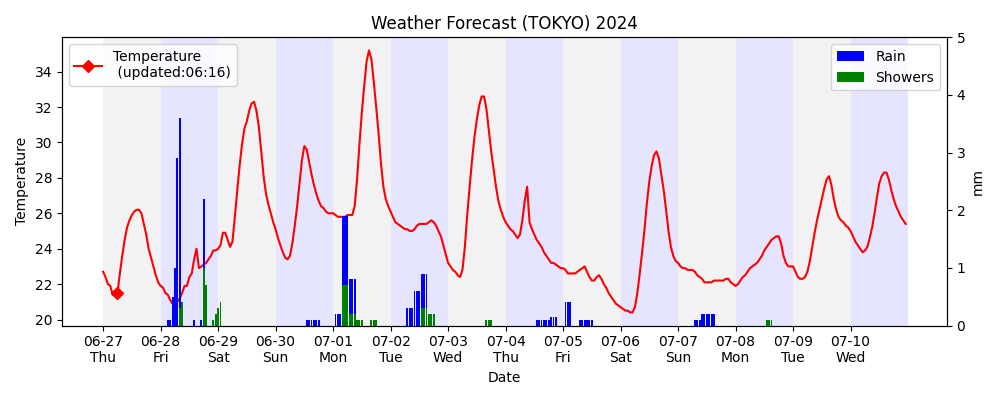 Weather Forecast (TOKYO) 2024
Temperature
(updated:06:16)
Rain
Showers
Temperature
34
32
30
28
26
24
22
20
5
4
3
2
1
0
mm
06-27 06-28 06-29 06-30 07-01 07-02 07-03 07-04 07-05 07-06 07-07 07-08 07-09 07-10
Thu Fri Sat Sun Mon Tue Wed Thu Fri Sat Sun Mon Tue Wed
Date